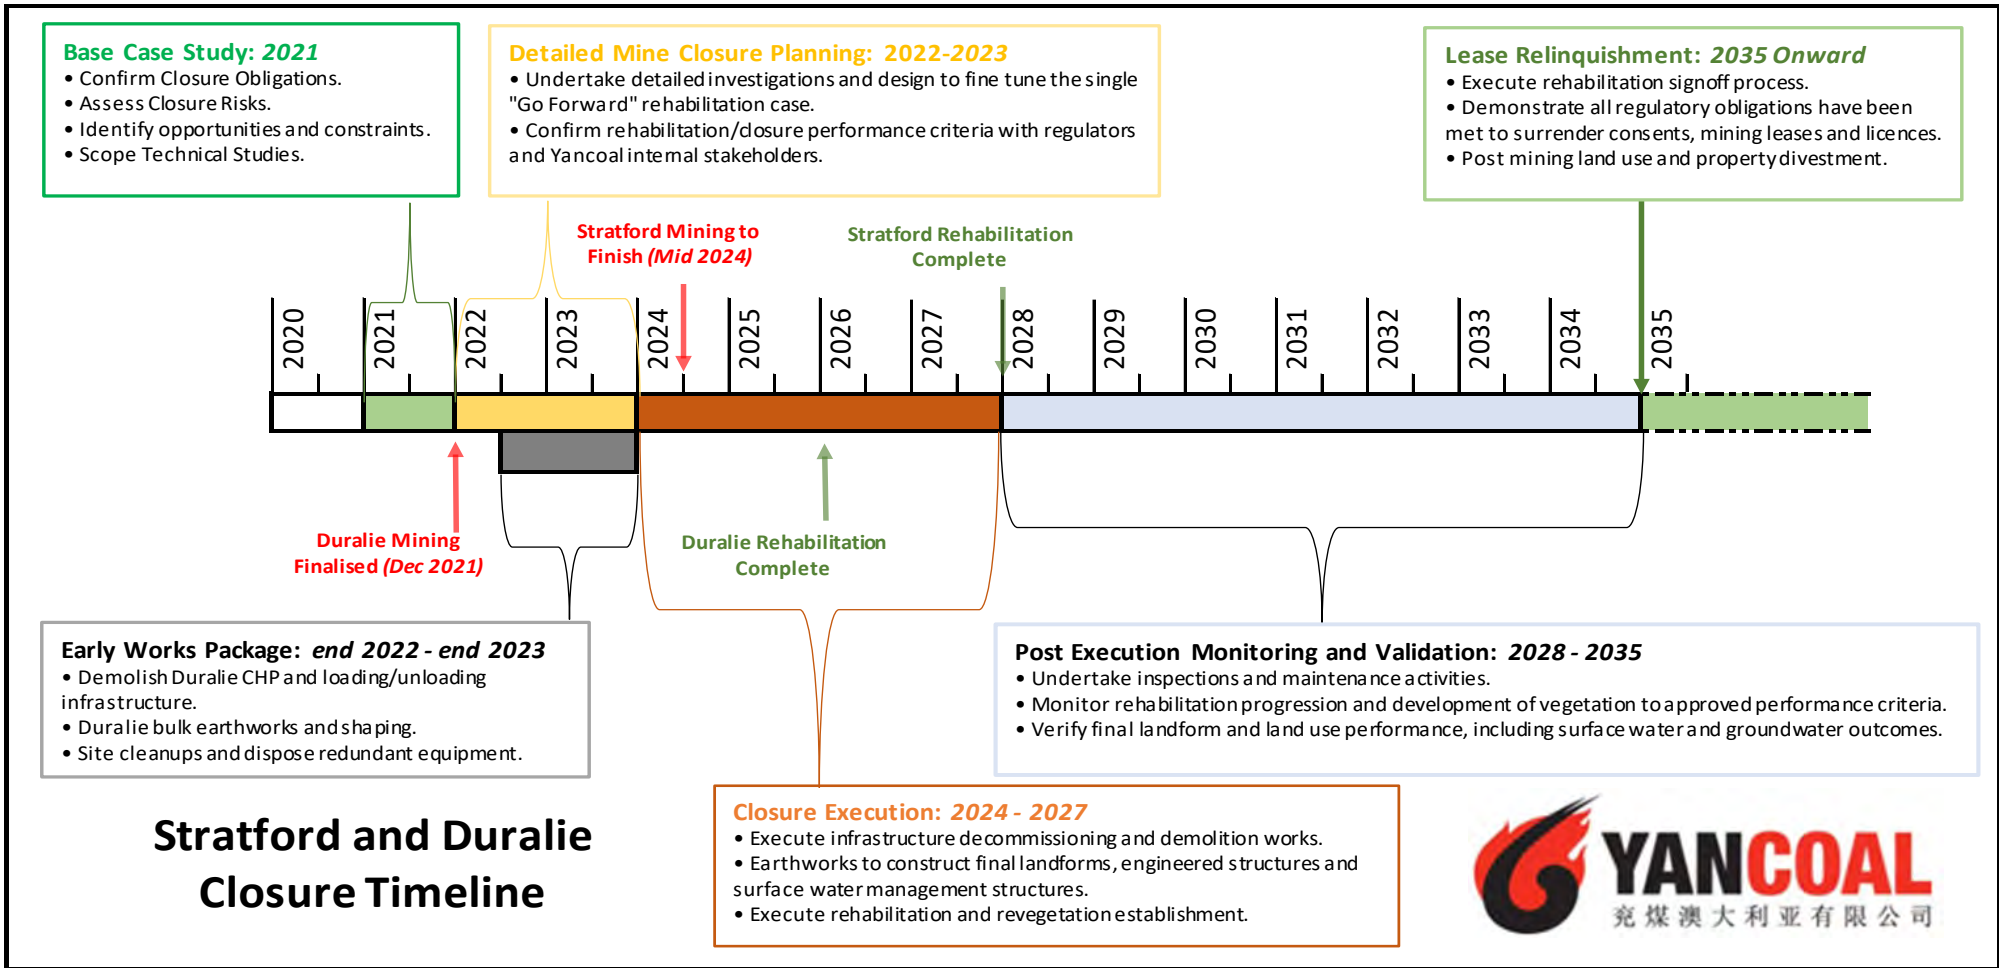 Base Case Study: 2021
• Confirm Closure Obligations.
• Assess Closure Risks.
• Identify opportunities and constraints.
• Scope Technical Studies.
Detailed Mine Closure Planning: 2022-2023
• Undertake detailed investigations and design to fine tune the single
"Go Forward" rehabilitation case.
• Confirm rehabilitation/closure performance criteria with regulators
and Yancoal internal stakeholders.
Lease Relinquishment: 2035 Onward
• Execute rehabilitation signoff process.
• Demonstrate all regulatory obligations have been
met to surrender consents, mining leases and licences.
• Post mining land use and property divestment.
Stratford Mining to
Finish (Mid 2024)
Stratford Rehabilitation
Complete
2020
2021
2022
2023
2024
2025
2026
2027
2028
2029
2030
2031
2032
2033
2034
2035
Duralie Mining
Finalised (Dec 2021)
Duralie Rehabilitation
Complete
Early Works Package: end 2022 - end 2023
• Demolish Duralie CHP and loading/unloading
infrastructure.
• Duralie bulk earthworks and shaping.
• Site cleanups and dispose redundant equipment.
Post Execution Monitoring and Validation: 2028 - 2035
• Undertake inspections and maintenance activities.
• Monitor rehabilitation progression and development of vegetation to approved performance criteria.
• Verify final landform and land use performance, including surface water and groundwater outcomes.
Closure Execution: 2024 - 2027
• Execute infrastructure decommissioning and demolition works.
• Earthworks to construct final landforms, engineered structures and
surface water management structures.
• Execute rehabilitation and revegetation establishment.
Stratford and Duralie
Closure Timeline
YANCOAL
兖煤澳大利亚有限公司